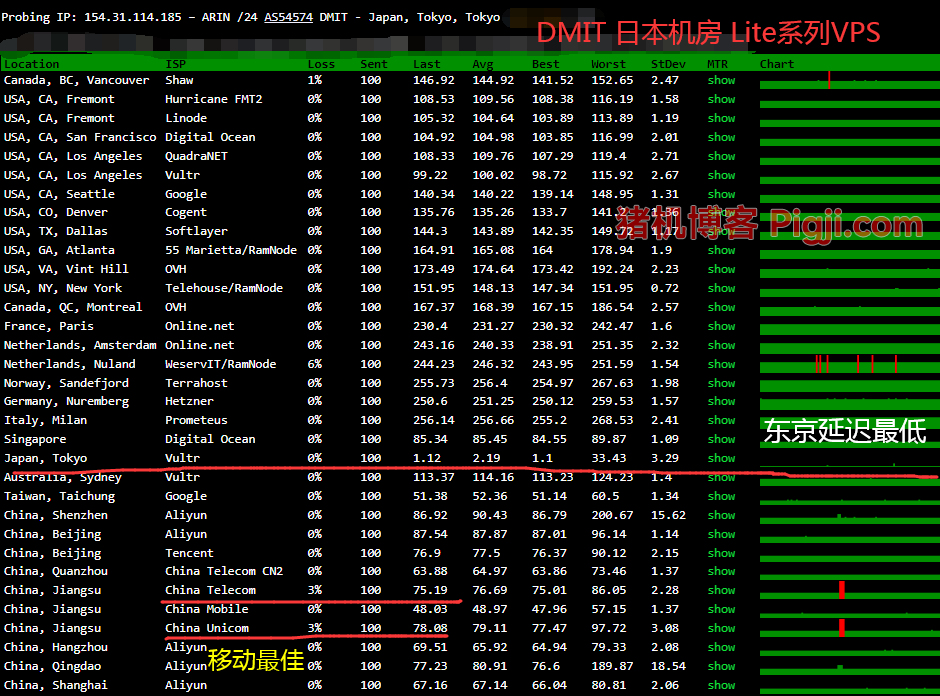 Probing IP: 154.31.114.185 – ARIN /24 AS54574 DMIT - Japan, Tokyo, Tokyo
DMIT 日本机房 Lite系列VPS
Location ISP Loss Sent Last Avg Best Worst StDev MTR Chart
Canada, BC, Vancouver Shaw 1% 100 146.92 144.92 141.52 152.65 2.47 show
USA, CA, Fremont Hurricane FMT2 0% 100 108.53 109.56 108.38 116.19 1.58 show
USA, CA, Fremont Linode 0% 100 105.32 104.64 103.89 113.89 1.19 show
USA, CA, San Francisco Digital Ocean 0% 100 104.92 104.98 103.85 116.99 2.01 show
USA, CA, Los Angeles QuadraNET 0% 100 108.33 109.76 107.29 119.4 2.71 show
USA, CA, Los Angeles Vultr 0% 100 99.22 100.02 98.72 115.92 2.67 show
USA, CA, Seattle Google 0% 100 140.34 140.22 139.14 148.95 1.31 show
USA, CO, Denver Cogent 0% 100 135.76 135.26 133.7 show
猪机博客 Pigji.com
USA, TX, Dallas Softlayer 0% 100 144.3 143.89 142.35 show
USA, GA, Atlanta 55 Marietta/RamNode 0% 100 164.91 165.08 164 178.94 1.9 show
USA, VA, Vint Hill OVH 0% 100 173.49 174.64 173.42 192.24 2.23 show
USA, NY, New York Telehouse/RamNode 0% 100 151.95 148.13 147.34 151.95 0.72 show
Canada, QC, Montreal OVH 0% 100 167.37 168.39 167.15 186.54 2.57 show
France, Paris Online.net 0% 100 230.4 231.27 230.32 242.47 1.6 show
Netherlands, Amsterdam Online.net 0% 100 243.16 240.33 238.91 251.35 2.32 show
Netherlands, Nuland WeservIT/RamNode 6% 100 244.23 246.32 243.95 251.59 1.54 show
Norway, Sandefjord Terrahost 0% 100 255.73 256.4 254.97 267.63 1.98 show
Germany, Nuremberg Hetzner 0% 100 250.6 251.25 250.12 259.53 1.57 show
Italy, Milan Prometeus 0% 100 256.14 256.66 255.2 268.53 2.41 show
Singapore Digital Ocean 0% 100 85.34 85.45 84.55 89.87 1.09 show
东京延迟最低
Japan, Tokyo Vultr 0% 100 1.12 2.19 1.1 33.43 3.29 show
Australia, Sydney Vultr 0% 100 113.37 114.16 113.23 124.23 1.4 show
Taiwan, Taichung Google 0% 100 51.38 52.36 51.14 60.5 1.34 show
China, Shenzhen Aliyun 0% 100 86.92 90.43 86.79 200.67 15.62 show
China, Beijing Aliyun 0% 100 87.54 87.87 87.01 96.14 1.14 show
China, Beijing Tencent 0% 100 76.9 77.5 76.37 90.12 2.15 show
China, Quanzhou China Telecom CN2 0% 100 63.88 64.97 63.86 73.46 1.37 show
China, Jiangsu China Telecom 3% 100 75.19 76.69 75.01 86.05 2.28 show
China, Jiangsu China Mobile 0% 100 48.03 48.97 47.96 57.15 1.37 show
China, Jiangsu China Unicom 3% 100 78.08 79.11 77.47 97.72 3.08 show
China, Hangzhou Aliyun 0% 100 69.51 65.92 64.94 79.33 2.08 show
移动最佳
China, Qingdao Aliyun 0% 100 77.23 80.91 76.6 189.87 18.54 show
China, Shanghai Aliyun 0% 100 67.16 67.14 66.04 80.81 2.06 show